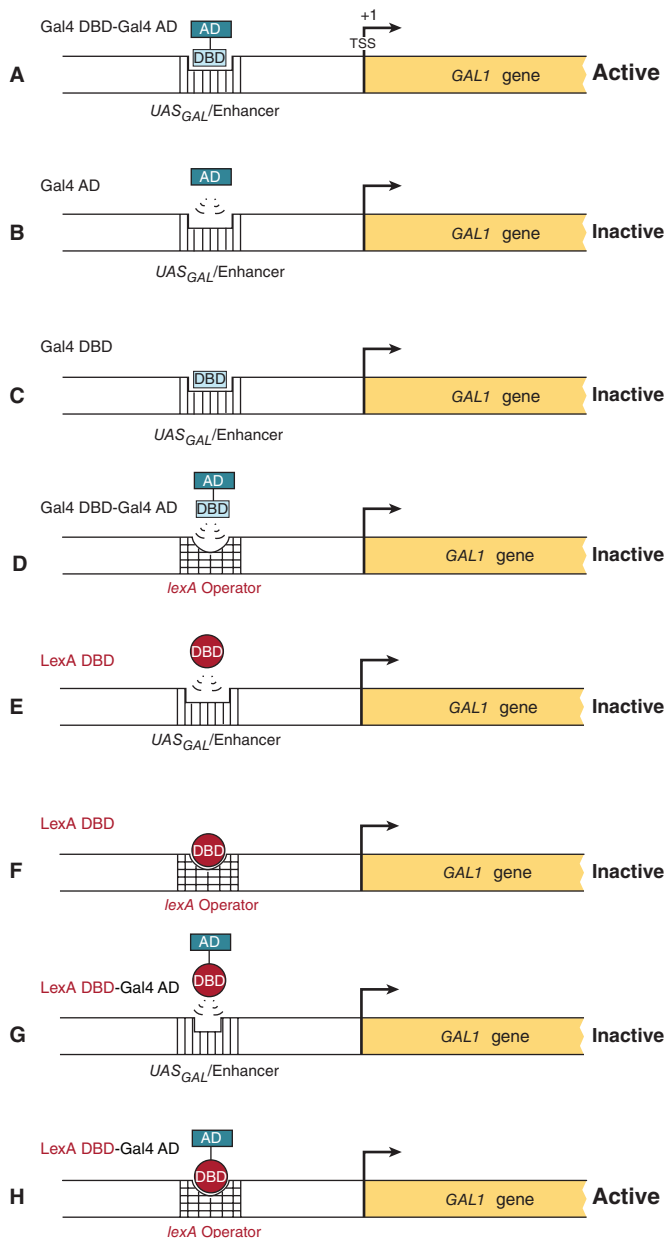 Gal4 DBD-Gal4 AD
AD
DBD
+1
TSS
A
GAL1 gene
Active
UASGAL/Enhancer
Gal4 AD
AD
B
GAL1 gene
Inactive
UASGAL/Enhancer
Gal4 DBD
DBD
C
GAL1 gene
Inactive
UASGAL/Enhancer
AD
Gal4 DBD-Gal4 AD
DBD
D
GAL1 gene
Inactive
lexA Operator
LexA DBD
DBD
E
GAL1 gene
Inactive
UASGAL/Enhancer
LexA DBD
DBD
F
GAL1 gene
Inactive
lexA Operator
AD
LexA DBD-Gal4 AD
DBD
G
GAL1 gene
Inactive
UASGAL/Enhancer
LexA DBD-Gal4 AD
AD
DBD
H
GAL1 gene
Active
lexA Operator